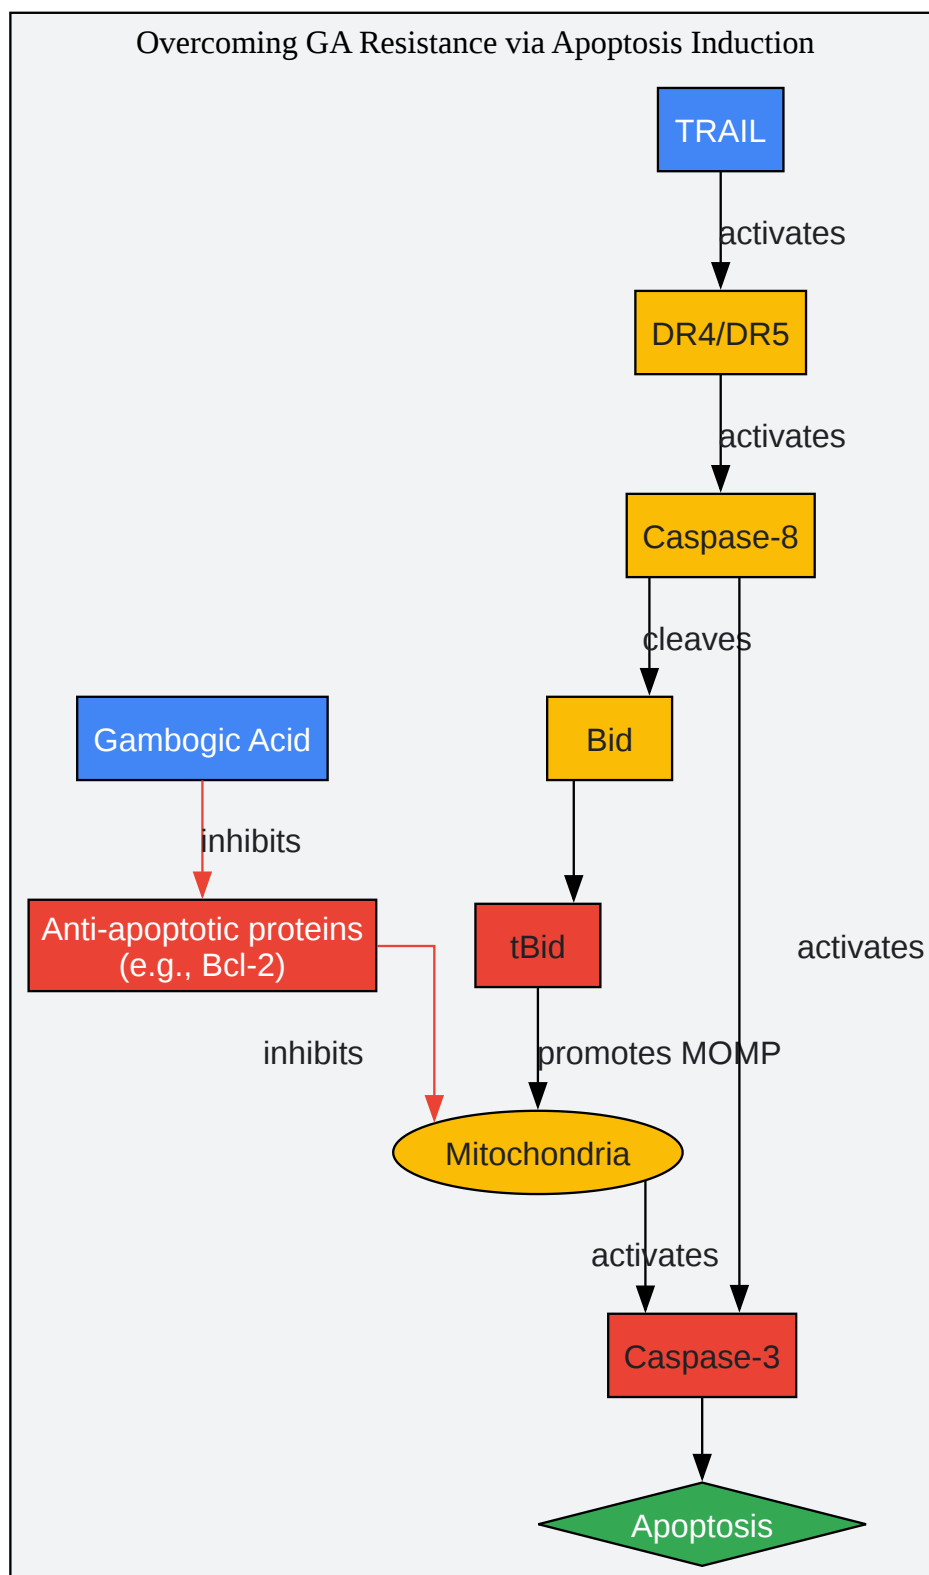 Overcoming GA Resistance via Apoptosis Induction
TRAIL
activates
DR4/DR5
activates
Caspase-8
cleaves
Gambogic Acid
Bid
inhibits
Anti-apoptotic proteins
(e.g., Bcl-2)
tBid
activates
inhibits
promotes MOMP
Mitochondria
activates
Caspase-3
Apoptosis